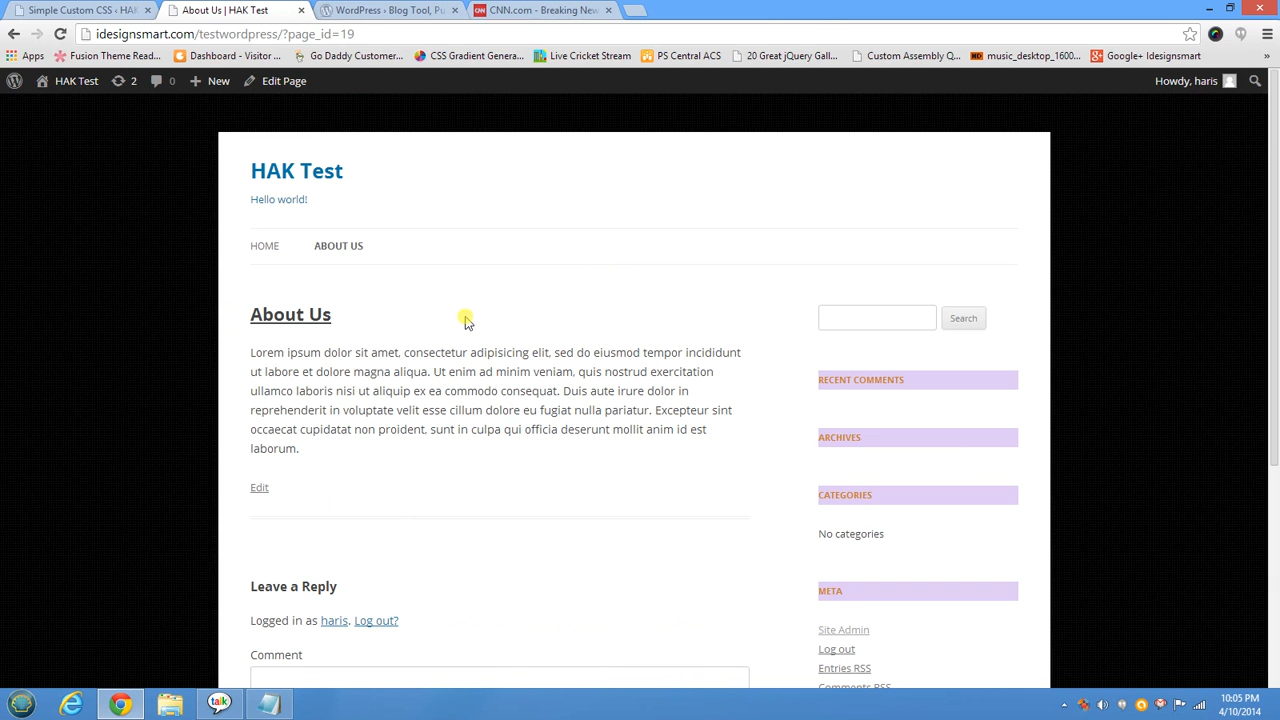 Simple Custom CSS ‹ HAK
About Us | HAK Test
WordPress › Blog Tool, Pu
CNN CNN.com - Breaking New
idesignsmart.com/testwordpress/?page_id=19
Apps
Fusion Theme Read...
Dashboard - Visitor ...
Go Daddy Customer...
CSS Gradient Genera...
Live Cricket Stream
PS Central ACS
20 Great jQuery Gall...
Custom Assembly Q...
music_desktop_1600...
Google+ Idesignsmart
»
HAK Test
2
0
New
Edit Page
Howdy, haris
HAK Test
Hello world!
HOME
ABOUT US
About Us
Search
Lorem ipsum dolor sit amet, consectetur adipisicing elit, sed do eiusmod tempor incididunt
ut labore et dolore magna aliqua. Ut enim ad minim veniam, quis nostrud exercitation
ullamco laboris nisi ut aliquip ex ea commodo consequat. Duis aute irure dolor in
reprehenderit in voluptate velit esse cillum dolore eu fugiat nulla pariatur. Excepteur sint
occaecat cupidatat non proident, sunt in culpa qui officia deserunt mollit anim id est
laborum.
Edit
RECENT COMMENTS
ARCHIVES
CATEGORIES
No categories
META
Site Admin
Log out
Entries RSS
Comments RSS
Leave a Reply
Logged in as haris. Log out?
Comment
talk
10:05 PM
4/10/2014